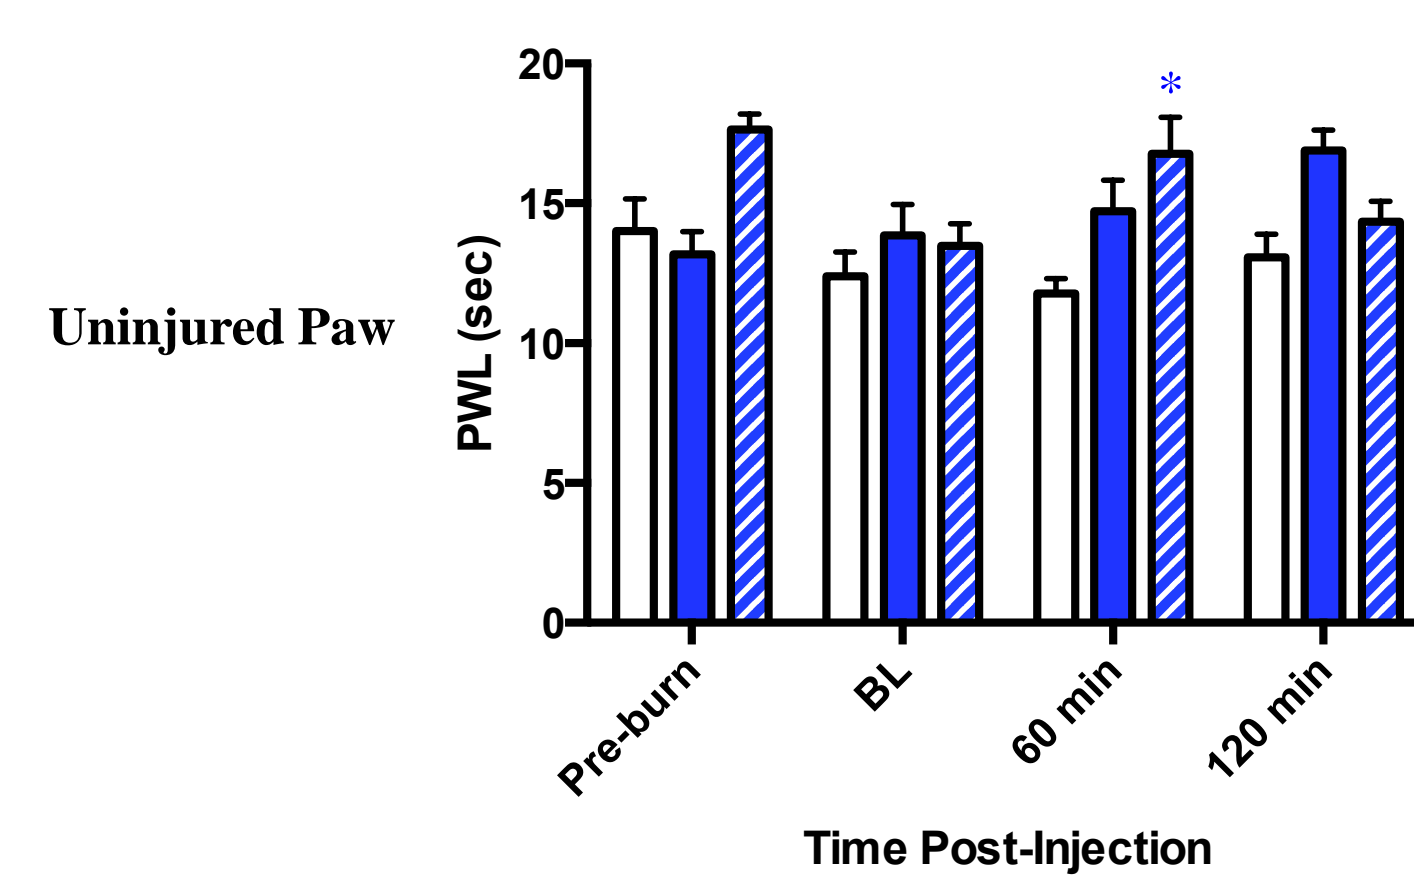 Uninjured Paw
PWL (sec)
20
15
10
5
0
*
Pre-burn
BL
60 min
120 min
Time Post-Injection